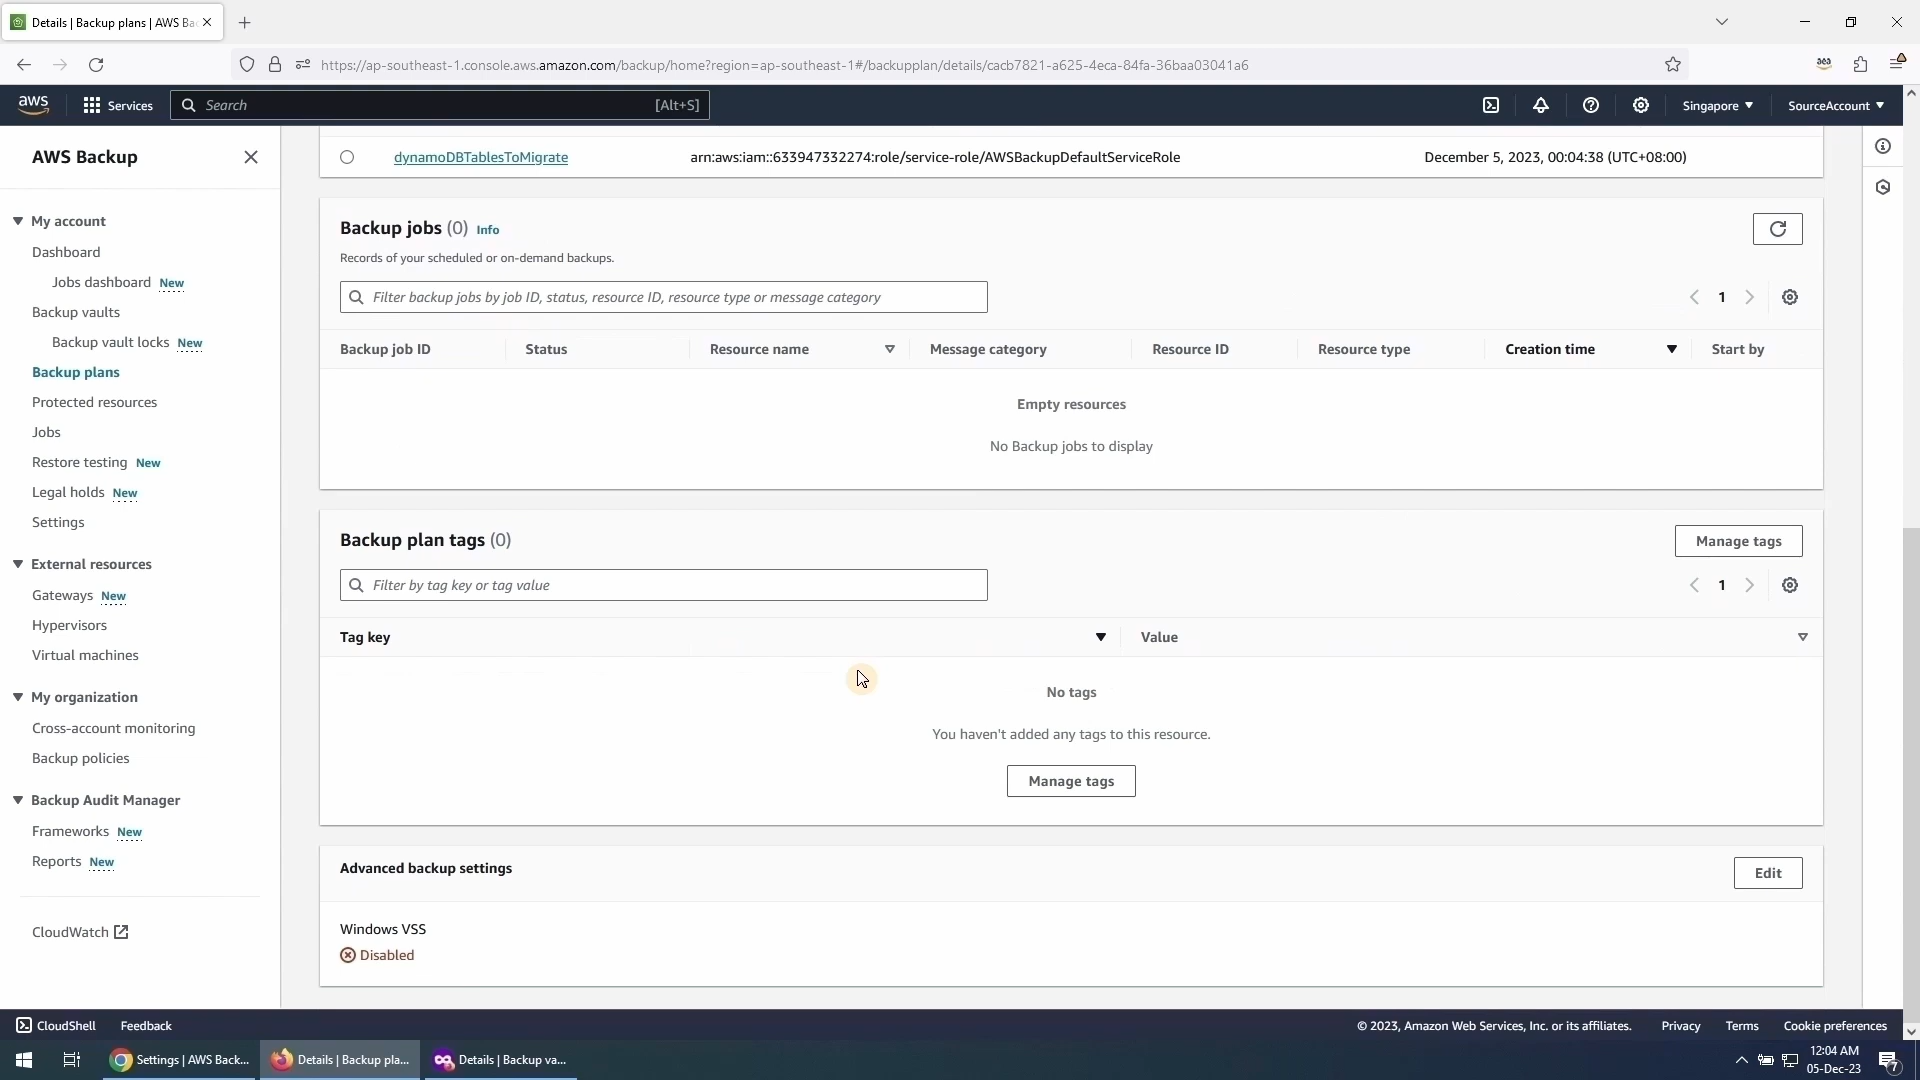 Details | Backup plans | AWS Ba
https://ap-southeast-1.console.aws.amazon.com/backup/home?region=ap-southeast-1#/backupplan/details/cacb7821-a625-4eca-84fa-36baa03041a6
aws
Services
Search
[Alt+S]
Singapore
SourceAccount
AWS Backup
My account
Dashboard
Jobs dashboard New
Backup vaults
Backup vault locks New
Backup plans
Protected resources
Jobs
Restore testing New
Legal holds New
Settings
External resources
Gateways New
Hypervisors
Virtual machines
My organization
Cross-account monitoring
Backup policies
Backup Audit Manager
Frameworks New
Reports New
CloudWatch
dynamoDBTablesToMigrate arn:aws:iam::633947332274:role/service-role/AWSBackupDefaultServiceRole December 5, 2023, 00:04:38 (UTC+08:00)
Backup jobs (0) Info
Records of your scheduled or on-demand backups.
Filter backup jobs by job ID, status, resource ID, resource type or message category
1
Backup job ID Status Resource name Message category Resource ID Resource type Creation time Start by
Empty resources
No Backup jobs to display
Backup plan tags (0)
Manage tags
Filter by tag key or tag value
1
Tag key Value
No tags
You haven't added any tags to this resource.
Manage tags
Advanced backup settings
Edit
Windows VSS
Disabled
CloudShell Feedback
© 2023, Amazon Web Services, Inc. or its affiliates. Privacy Terms Cookie preferences
Settings | AWS Back...
Details | Backup pla...
Details | Backup va...
12:04 AM
05-Dec-23
7